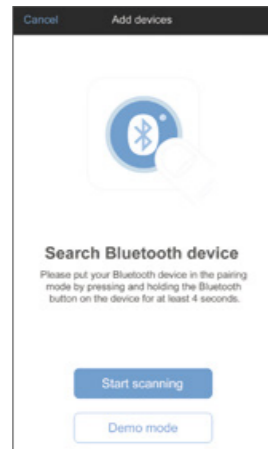 Cancel Add devices
Search Bluetooth device
Please put your Bluetooth device in the pairing
mode by pressing and holding the Bluetooth
button on the device for at least 4 seconds.
Start scanning
Demo mode